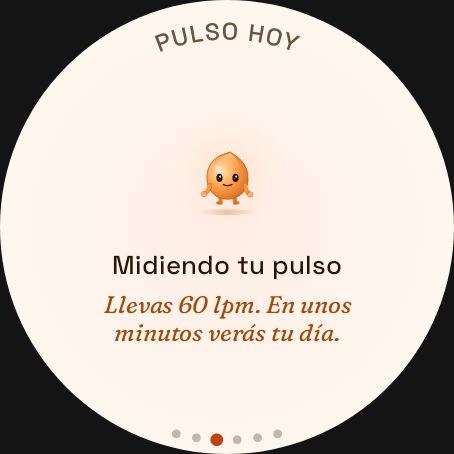 PULSO HOY
Midiendo tu pulso
Llevas 60 lpm. En unos
minutos verás tu día.